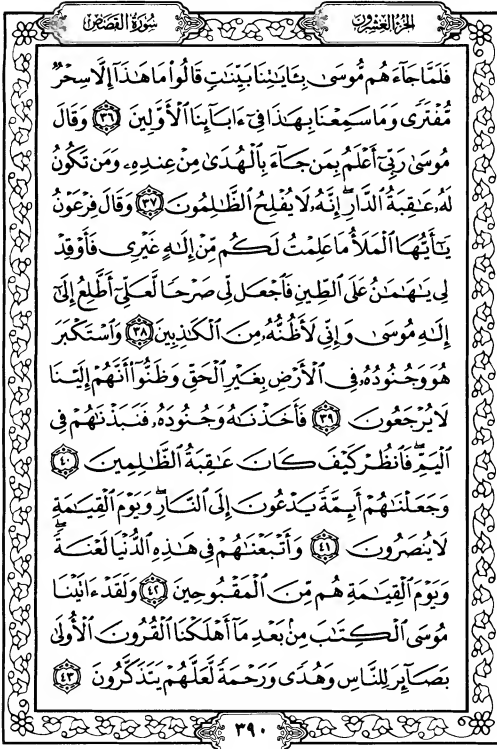 الجزء العشرون
سورة القصص
فَلَمَّا جَآءَهُم مُّوسَىٰ بِـَٔايَٰتِنَا بَيِّنَٰتٖ قَالُواْ مَا هَٰذَآ إِلَّا سِحۡرٞ
مُّفۡتَرٗى وَمَا سَمِعۡنَا بِهَٰذَا فِيٓ ءَابَآئِنَا ٱلۡأَوَّلِينَ ٣٦ وَقَالَ
مُوسَىٰ رَبِّيٓ أَعۡلَمُ بِمَن جَآءَ بِٱلۡهُدَىٰ مِنۡ عِندِهِۦ وَمَن تَكُونُ
لَهُۥ عَٰقِبَةُ ٱلدَّارِۖ إِنَّهُۥ لَا يُفۡلِحُ ٱلظَّٰلِمُونَ ٣٧ وَقَالَ فِرۡعَوۡنُ
يَٰٓأَيُّهَا ٱلۡمَلَأُ مَا عَلِمۡتُ لَكُم مِّنۡ إِلَٰهٍ غَيۡرِي فَأَوۡقِدۡ
لِي يَٰهَٰمَٰنُ عَلَى ٱلطِّينِ فَٱجۡعَل لِّي صَرۡحٗا لَّعَلِّيٓ أَطَّلِعُ إِلَىٰٓ
إِلَٰهِ مُوسَىٰ وَإِنِّي لَأَظُنُّهُۥ مِنَ ٱلۡكَٰذِبِينَ ٣٨ وَٱسۡتَكۡبَرَ
هُوَ وَجُنُودُهُۥ فِي ٱلۡأَرۡضِ بِغَيۡرِ ٱلۡحَقِّ وَظَنُّوٓاْ أَنَّهُمۡ إِلَيۡنَا
لَا يُرۡجَعُونَ ٣٩ فَأَخَذۡنَٰهُ وَجُنُودَهُۥ فَنَبَذۡنَٰهُمۡ فِي
ٱلۡيَمِّۖ فَٱنظُرۡ كَيۡفَ كَانَ عَٰقِبَةُ ٱلظَّٰلِمِينَ ٤٠
وَجَعَلۡنَٰهُمۡ أَئِمَّةٗ يَدۡعُونَ إِلَى ٱلنَّارِۖ وَيَوۡمَ ٱلۡقِيَٰمَةِ
لَا يُنصَرُونَ ٤١ وَأَتۡبَعۡنَٰهُمۡ فِي هَٰذِهِ ٱلدُّنۡيَا لَعۡنَةٗۖ
وَيَوۡمَ ٱلۡقِيَٰمَةِ هُم مِّنَ ٱلۡمَقۡبُوحِينَ ٤٢ وَلَقَدۡ ءَاتَيۡنَا
مُوسَى ٱلۡكِتَٰبَ مِنۢ بَعۡدِ مَآ أَهۡلَكۡنَا ٱلۡقُرُونَ ٱلۡأُولَىٰ
بَصَآئِرَ لِلنَّاسِ وَهُدٗى وَرَحۡمَةٗ لَّعَلَّهُمۡ يَتَذَكَّرُونَ ٤٣
٣٩٠